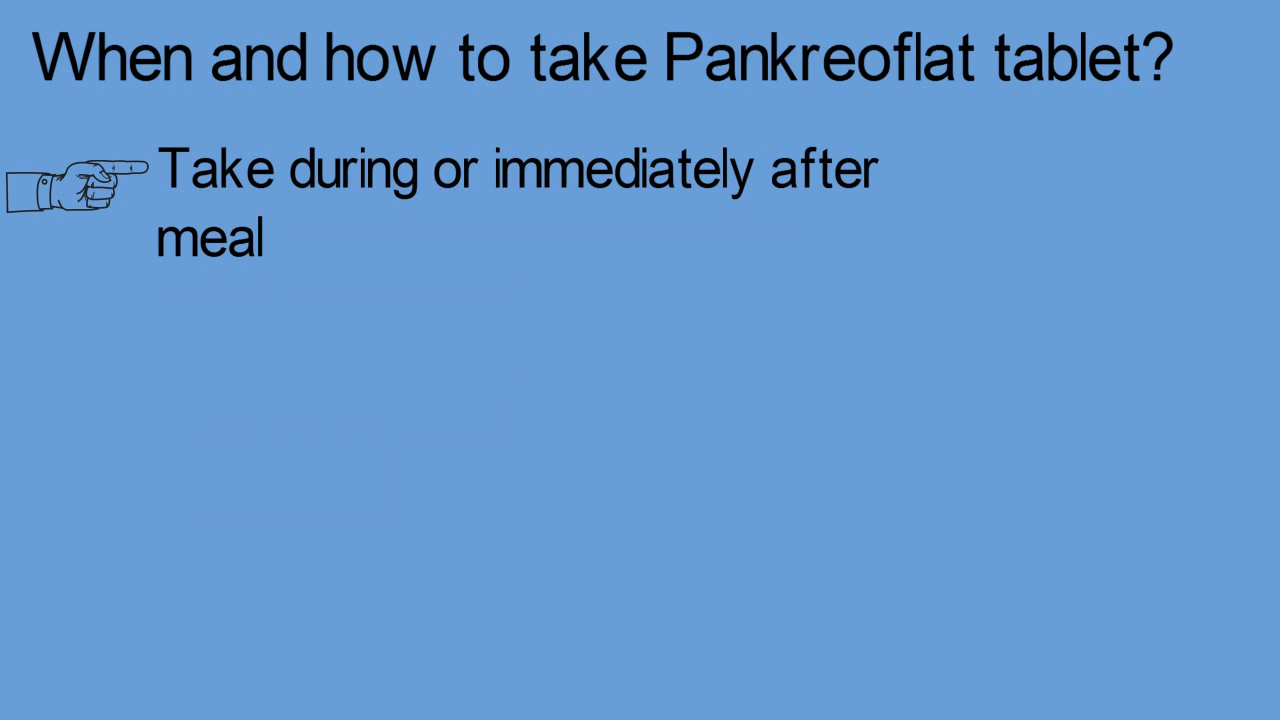 When and how to take Pankreoflat tablet?
Take during or immediately after
meal